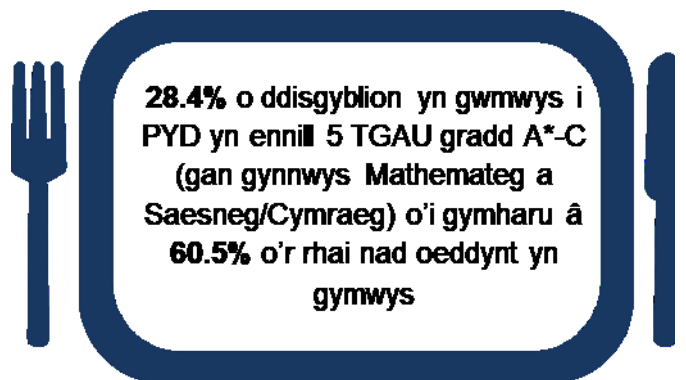 28.4% o ddisgyblion yn gwmwys i
PYD yn ennill 5 TGAU gradd A*-C
(gan gynnwys Mathemateg a
Saesneg/Cymraeg) o'i gymharu â
60.5% o'r rhai nad oeddynt yn
gymwys